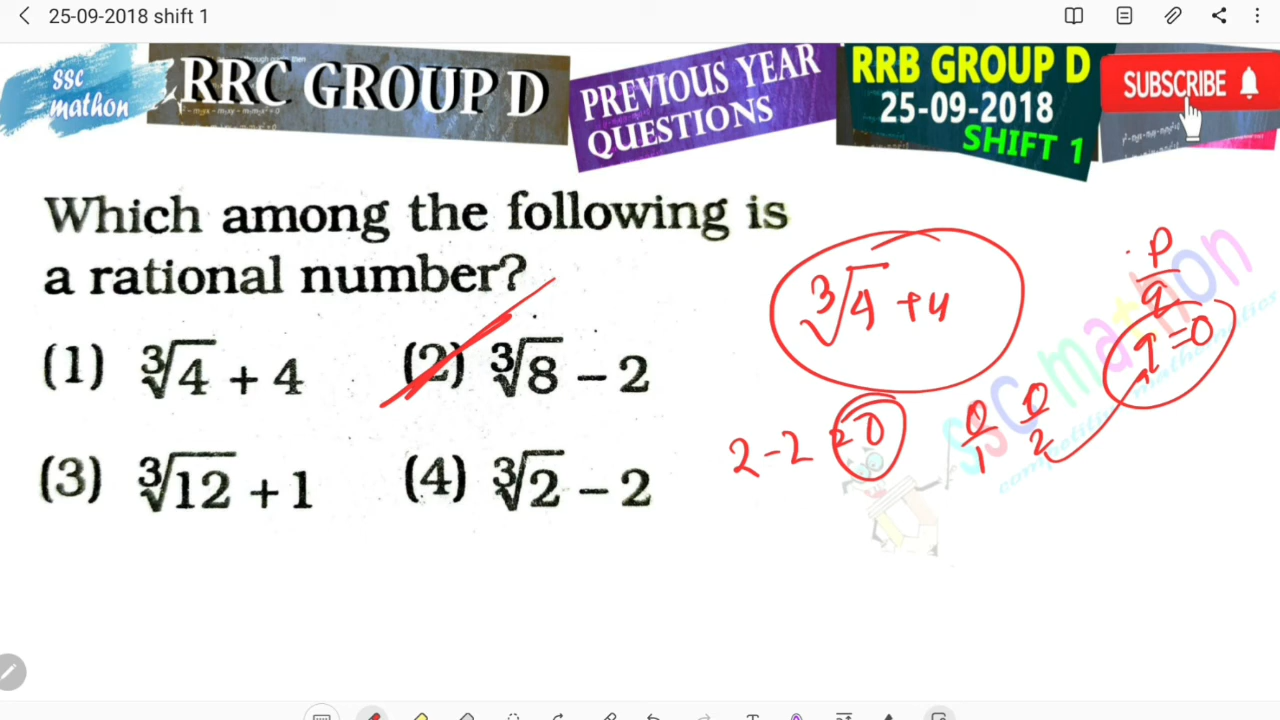 25-09-2018 shift 1
ssc
mathon
RRC GROUP D
PREVIOUS YEAR
QUESTIONS
RRB GROUP D
25-09-2018
SHIFT 1
SUBSCRIBE
Which among the following is
a rational number?
(1) ∛4 + 4
(2) ∛8 − 2
(3) ∛12 + 1
(4) ∛2 − 2
∛4 + 4
p/q
q=0
2-2 = 0
0/1 0/2
ssc mathon